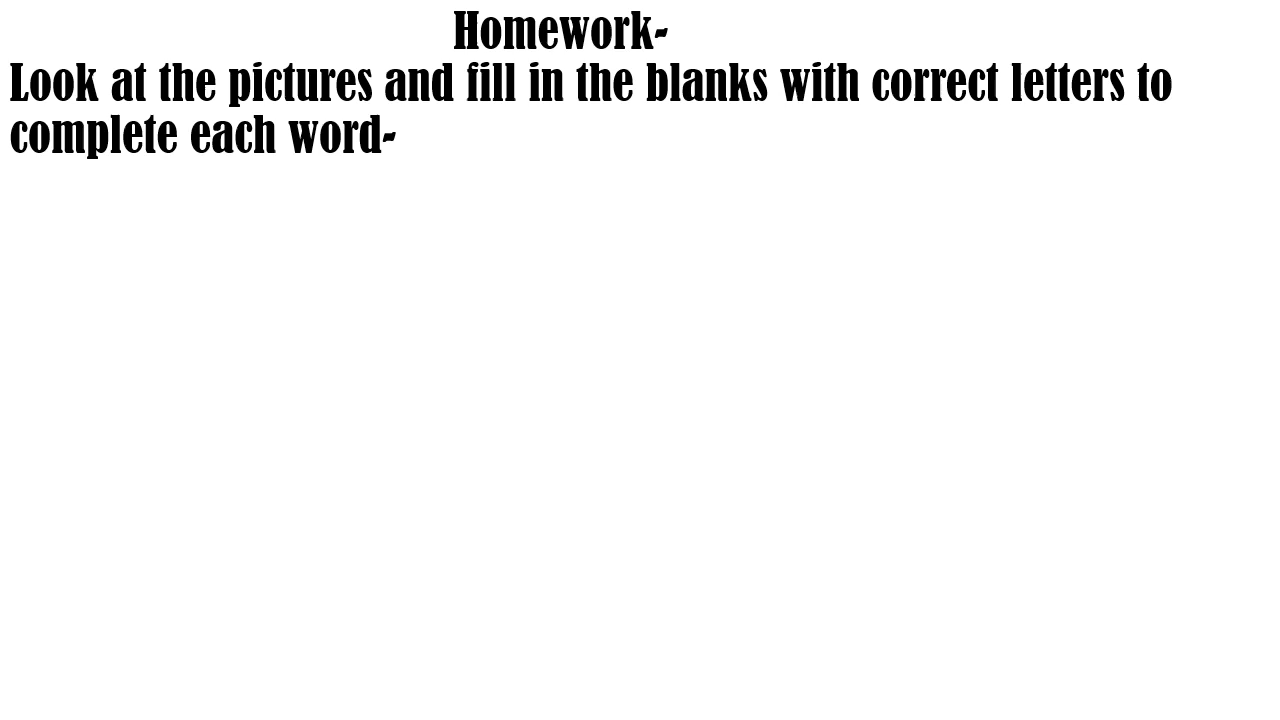 Homework-
Look at the pictures and fill in the blanks with correct letters to
complete each word-